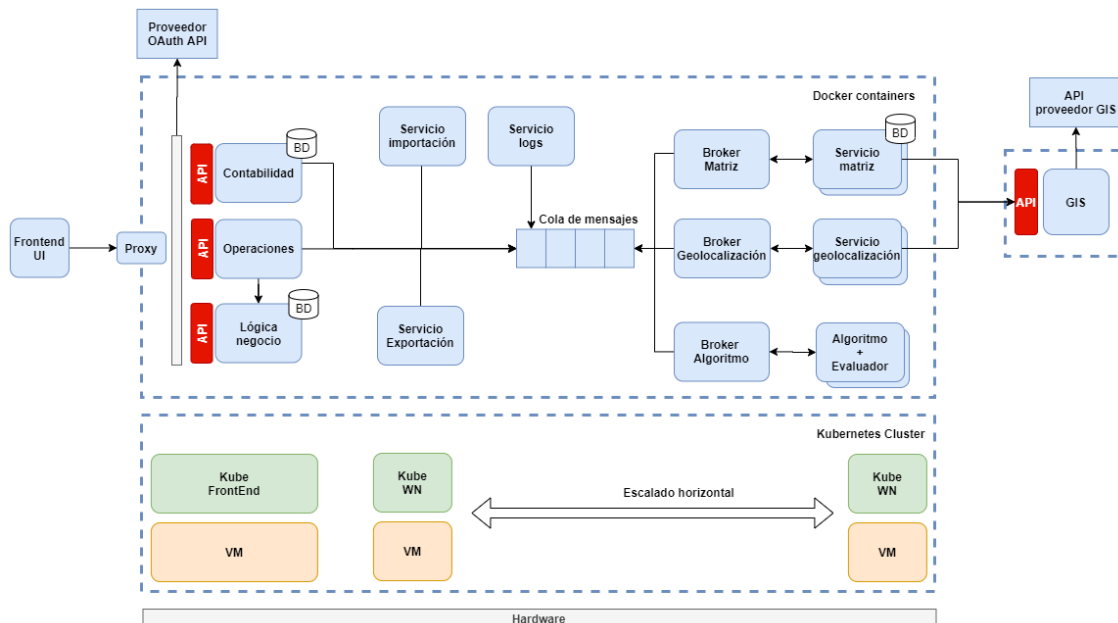 Proveedor
OAuth API
Docker containers
API
proveedor GIS
Servicio
importación
Servicio
logs
Broker
Matriz
Servicio
matriz
BD
API
Contabilidad
BD
API
GIS
Cola de mensajes
Frontend
UI
Proxy
API
Operaciones
Broker
Geolocalización
Servicio
geolocalización
API
Lógica
negocio
BD
Servicio
Exportación
Broker
Algoritmo
Algoritmo
+
Evaluador
Kubernetes Cluster
Kube
FrontEnd
Kube
WN
Escalado horizontal
Kube
WN
VM
VM
VM
Hardware